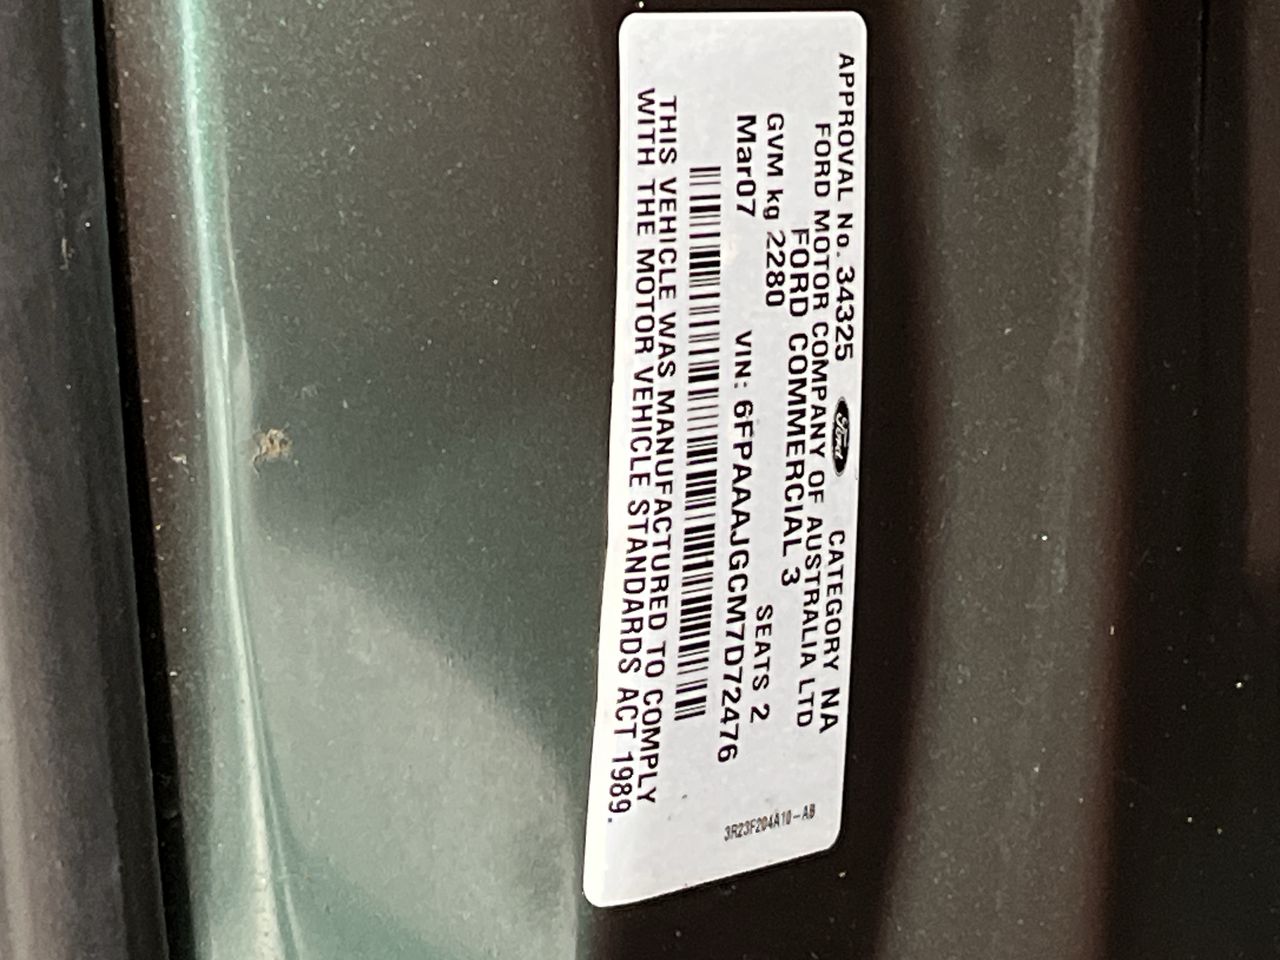 APPROVAL No. 34325 Ford CATEGORY NA
FORD MOTOR COMPANY OF AUSTRALIA LTD
FORD COMMERCIAL 3
GVM kg 2280 SEATS 2
Mar07 VIN: 6FPAAAJGCM7D72476
THIS VEHICLE WAS MANUFACTURED TO COMPLY
WITH THE MOTOR VEHICLE STANDARDS ACT 1989.
3R23F204A10-AB